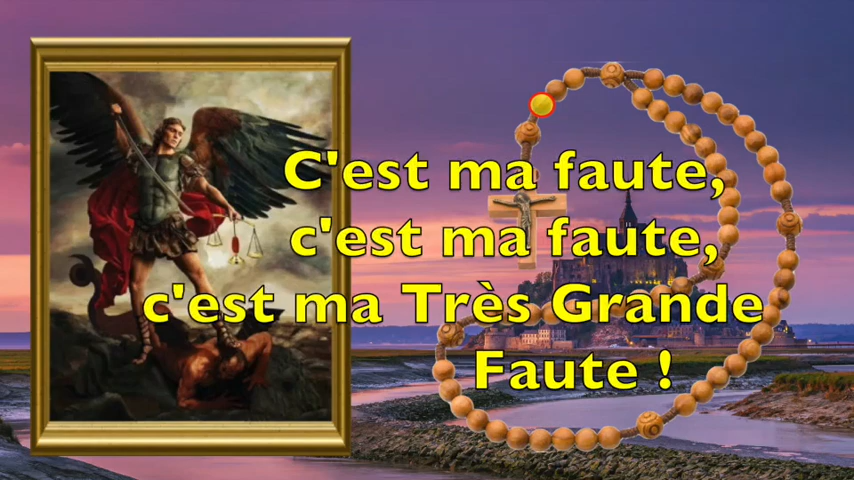 C'est ma faute,
c'est ma faute,
c'est ma Très Grande
Faute !